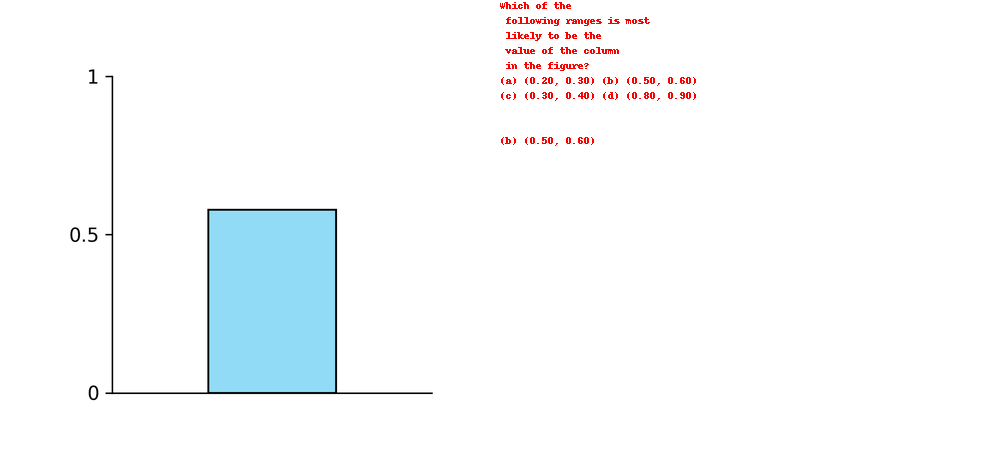 1
0.5
0
Which of the
following ranges is most
likely to be the
value of the column
in the figure?
(a) (0.20, 0.30) (b) (0.50, 0.60)
(c) (0.30, 0.40) (d) (0.80, 0.90)
(b) (0.50, 0.60)